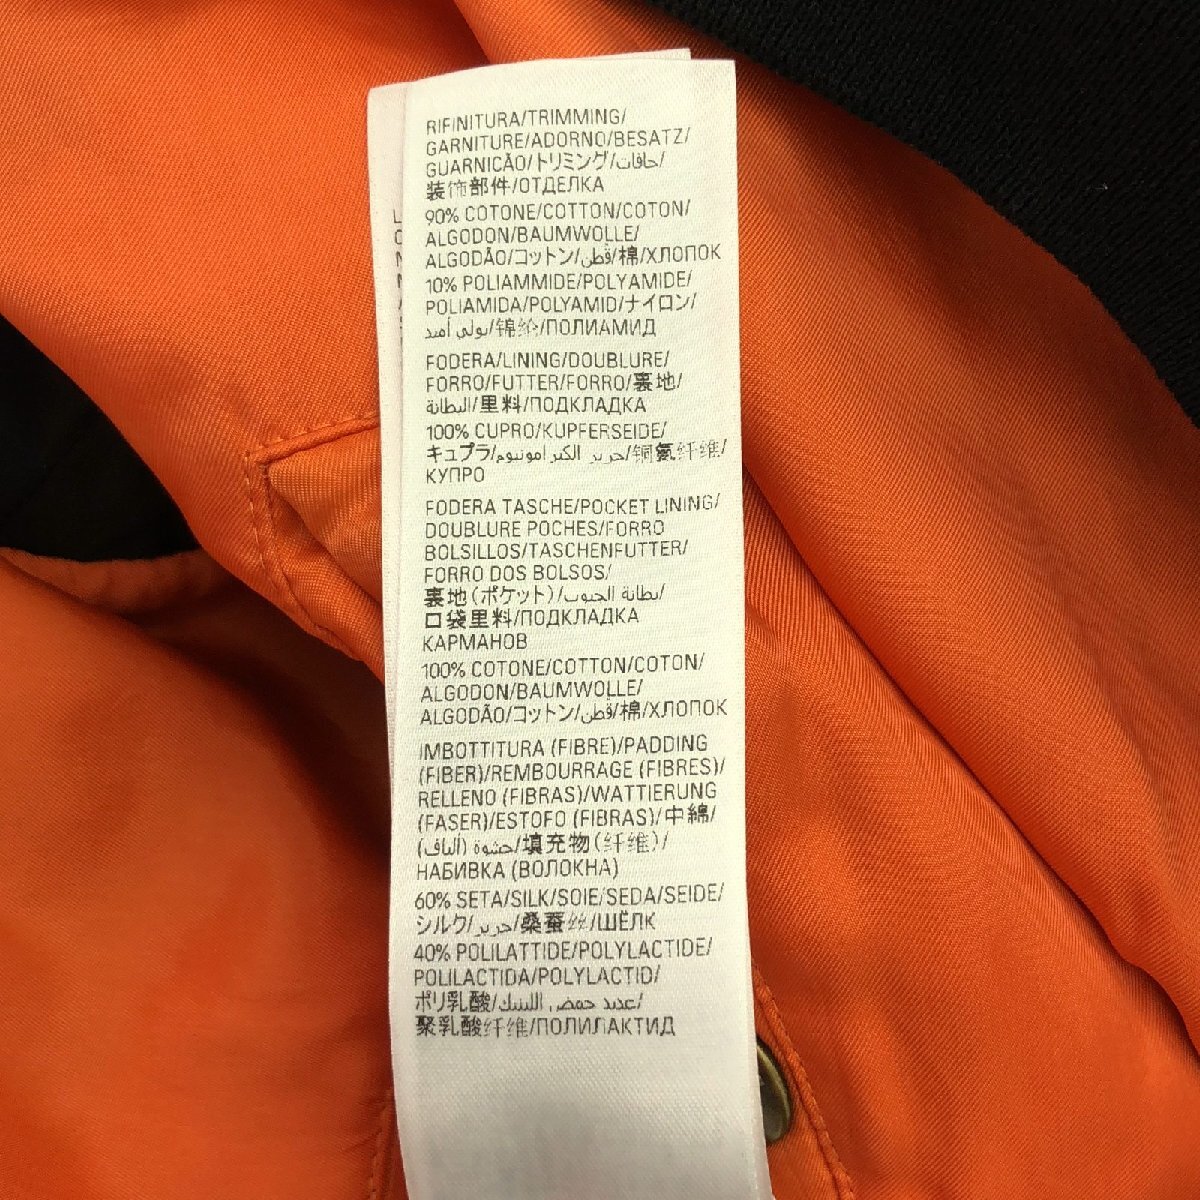 RIFINITURA/TRIMMING/
GARNITURE/ADORNO/BESATZ/
GUARNICÃO/トリミング/حافات/
装饰部件/ОТДЕЛКА
90% COTONE/COTTON/COTON/
ALGODON/BAUMWOLLE/
ALGODÃO/コットン/قطن/棉/ХЛОПОК
10% POLIAMMIDE/POLYAMIDE/
POLIAMIDA/POLYAMID/ナイロン/
بولي أميد/锦纶/ПОЛИАМИД
FODERA/LINING/DOUBLURE/
FORRO/FUTTER/FORRO/裏地/
البطانة/里料/ПОДКЛАДКА
100% CUPRO/KUPFERSEIDE/
キュプラ/حرير الكبرامونيوم/铜氨纤维/
КУПРО
FODERA TASCHE/POCKET LINING/
DOUBLURE POCHES/FORRO
BOLSILLOS/TASCHENFUTTER/
FORRO DOS BOLSOS/
裏地(ポケット)/بطانة الجيوب/
口袋里料/ПОДКЛАДКА
КАРМАНОВ
100% COTONE/COTTON/COTON/
ALGODON/BAUMWOLLE/
ALGODÃO/コットン/قطن/棉/ХЛОПОК
IMBOTTITURA (FIBRE)/PADDING
(FIBER)/REMBOURRAGE (FIBRES)/
RELLENO (FIBRAS)/WATTIERUNG
(FASER)/ESTOFO (FIBRAS)/中綿/
حشوة (ألياف)/填充物(纤维)/
НАБИВКА (ВОЛОКНА)
60% SETA/SILK/SOIE/SEDA/SEIDE/
シルク/حرير/桑蚕丝/ШЁЛК
40% POLILATTIDE/POLYLACTIDE/
POLILACTIDA/POLYLACTID/
ポリ乳酸/عديد حمض اللبنيك/
聚乳酸纤维/ПОЛИЛАКТИД